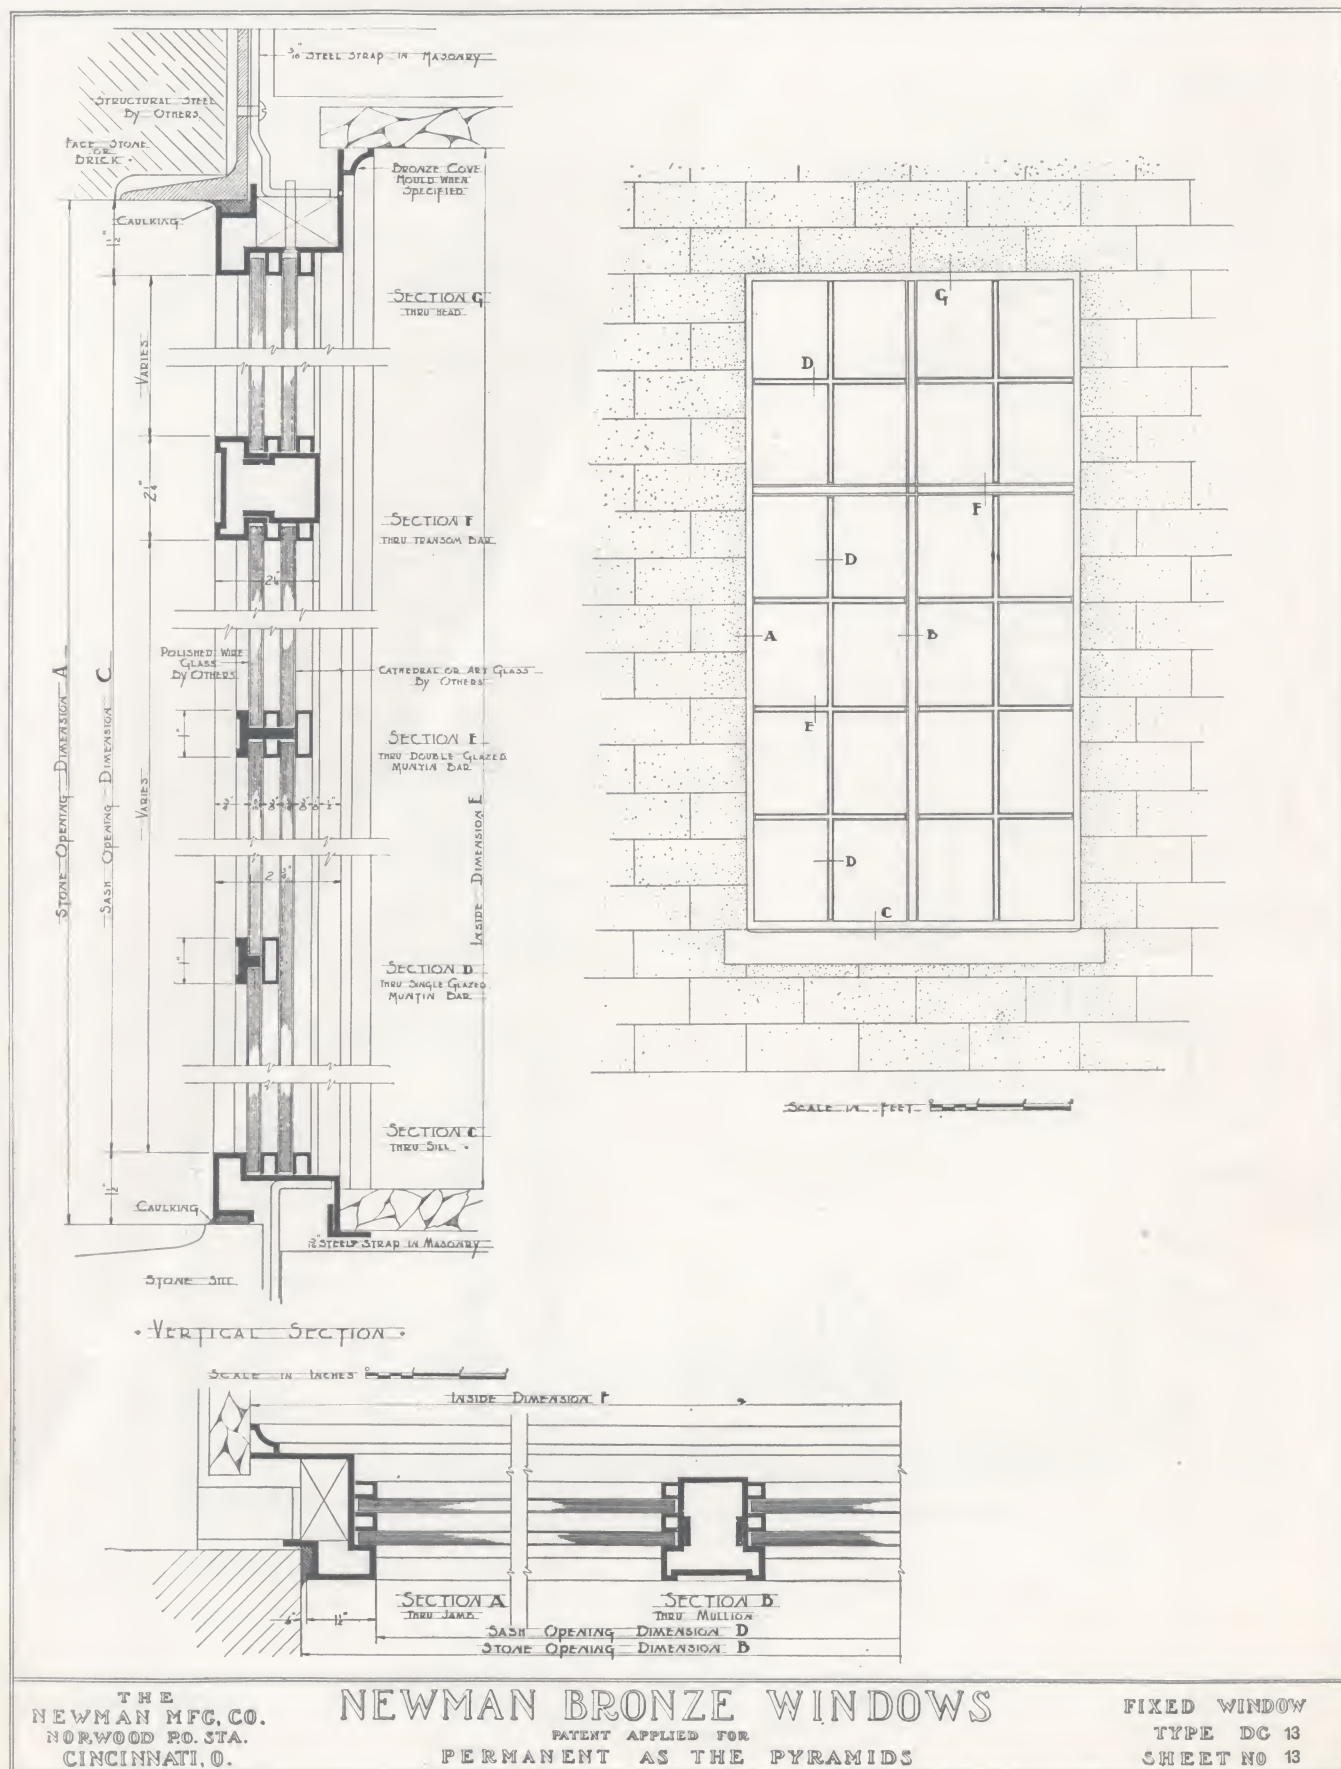 3/16" STEEL STRAP IN MASONRY
STRUCTURAL STEEL
BY OTHERS
FACE STONE
OR
BRICK
BRONZE COVE
MOULD WHEN
SPECIFIED
CAULKING
1 1/2"
SECTION G
THRU HEAD
VARIES
2 1/4"
SECTION F
THRU TRANSOM BAR
POLISHED WIRE
GLASS
BY OTHERS
CATHEDRAL OR ART GLASS
BY OTHERS
STONE OPENING DIMENSION A
SASH OPENING DIMENSION C
VARIES
INSIDE DIMENSION E
1"
SECTION E
THRU DOUBLE GLAZED
MUNTIN BAR
1"
SECTION D
THRU SINGLE GLAZED
MUNTIN BAR
SECTION C
THRU SILL
1 1/2"
CAULKING
STEEL STRAP IN MASONRY
STONE SILL
• VERTICAL SECTION •
SCALE IN INCHES
G
D
F
D
A
B
E
D
C
SCALE IN FEET
INSIDE DIMENSION F
SECTION A
THRU JAMB
SECTION B
THRU MULLION
1 1/2"
SASH OPENING DIMENSION D
STONE OPENING DIMENSION B
THE
NEWMAN MFG. CO.
NORWOOD P.O. STA.
CINCINNATI, O.
NEWMAN BRONZE WINDOWS
PATENT APPLIED FOR
PERMANENT AS THE PYRAMIDS
FIXED WINDOW
TYPE DG 13
SHEET NO 13